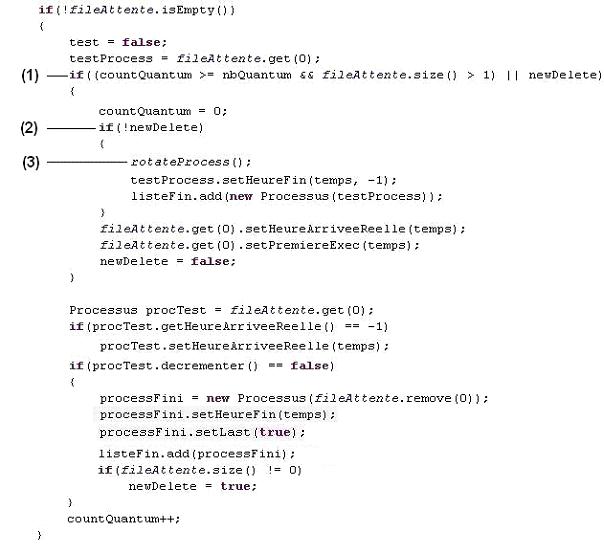 if(!fileAttente.isEmpty())
{
test = false;
testProcess = fileAttente.get(0);
(1) if((countQuantum >= nbQuantum && fileAttente.size() > 1) || newDelete)
{
countQuantum = 0;
(2) if(!newDelete)
{
(3) rotateProcess();
testProcess.setHeureFin(temps, -1);
listeFin.add(new Processus(testProcess));
}
fileAttente.get(0).setHeureArriveeReelle(temps);
fileAttente.get(0).setPremiereExec(temps);
newDelete = false;
}
Processus procTest = fileAttente.get(0);
if(procTest.getHeureArriveeReelle() == -1)
procTest.setHeureArriveeReelle(temps);
if(procTest.decrementer() == false)
{
processFini = new Processus(fileAttente.remove(0));
processFini.setHeureFin(temps);
processFini.setLast(true);
listeFin.add(processFini);
if(fileAttente.size() != 0)
newDelete = true;
}
countQuantum++;
}